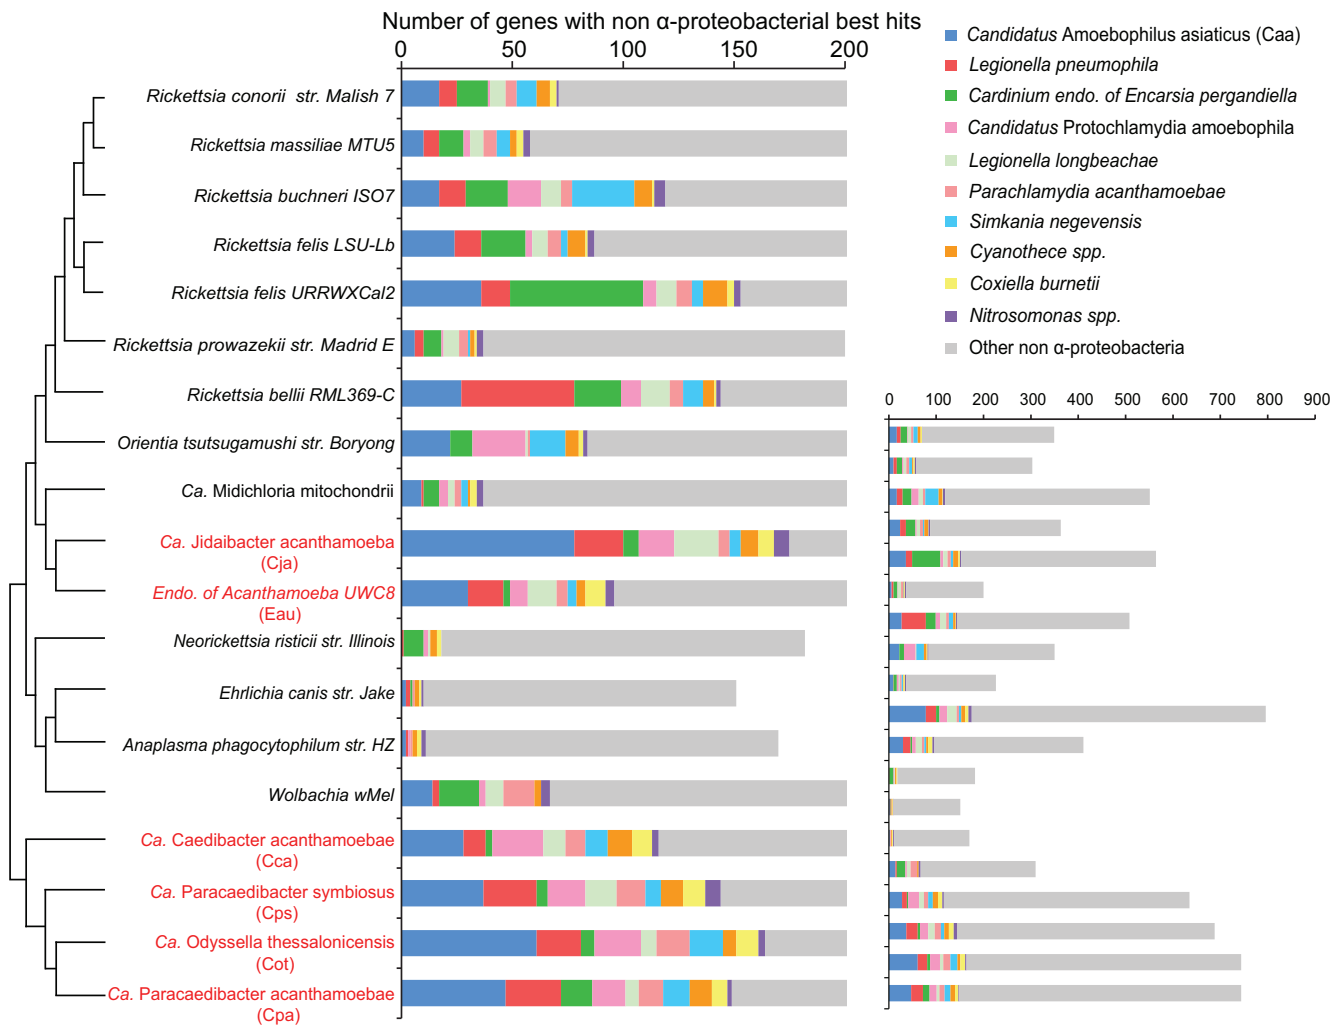 Number of genes with non α-proteobacterial best hits
0 50 100 150 200
Candidatus Amoebophilus asiaticus (Caa)
Legionella pneumophila
Cardinium endo. of Encarsia pergandiella
Candidatus Protochlamydia amoebophila
Legionella longbeachae
Parachlamydia acanthamoebae
Simkania negevensis
Cyanothece spp.
Coxiella burnetii
Nitrosomonas spp.
Other non α-proteobacteria
Rickettsia conorii str. Malish 7
Rickettsia massiliae MTU5
Rickettsia buchneri ISO7
Rickettsia felis LSU-Lb
Rickettsia felis URRWXCal2
Rickettsia prowazekii str. Madrid E
Rickettsia bellii RML369-C
Orientia tsutsugamushi str. Boryong
Ca. Midichloria mitochondrii
Ca. Jidaibacter acanthamoeba
(Cja)
Endo. of Acanthamoeba UWC8
(Eau)
Neorickettsia risticii str. Illinois
Ehrlichia canis str. Jake
Anaplasma phagocytophilum str. HZ
Wolbachia wMel
Ca. Caedibacter acanthamoebae
(Cca)
Ca. Paracaedibacter symbiosus
(Cps)
Ca. Odyssella thessalonicensis
(Cot)
Ca. Paracaedibacter acanthamoebae
(Cpa)
0 100 200 300 400 500 600 700 800 900